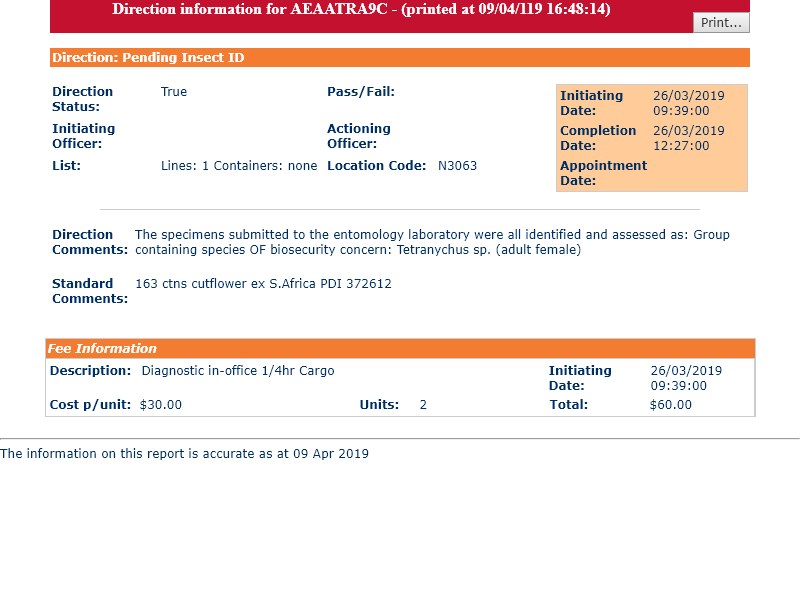 Direction information for AEAATRA9C - (printed at 09/04/119 16:48:14)
Print...
Direction: Pending Insect ID
Direction Status: True Pass/Fail:
Initiating Date: 26/03/2019 09:39:00
Initiating Officer: Actioning Officer:
Completion Date: 26/03/2019 12:27:00
List: Lines: 1 Containers: none Location Code: N3063
Appointment Date:
Direction Comments: The specimens submitted to the entomology laboratory were all identified and assessed as: Group
containing species OF biosecurity concern: Tetranychus sp. (adult female)
Standard Comments: 163 ctns cutflower ex S.Africa PDI 372612
Fee Information
Description: Diagnostic in-office 1/4hr Cargo Initiating Date: 26/03/2019 09:39:00
Cost p/unit: $30.00 Units: 2 Total: $60.00
The information on this report is accurate as at 09 Apr 2019